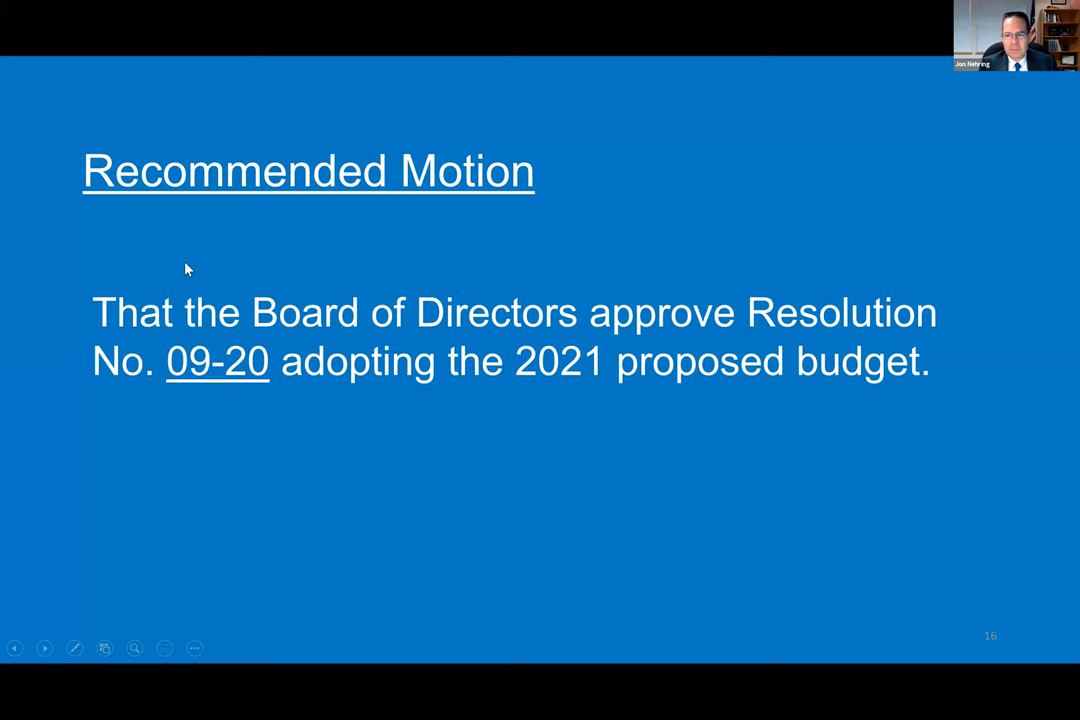 Jon Nehring
Recommended Motion
That the Board of Directors approve Resolution
No. 09-20 adopting the 2021 proposed budget.
16